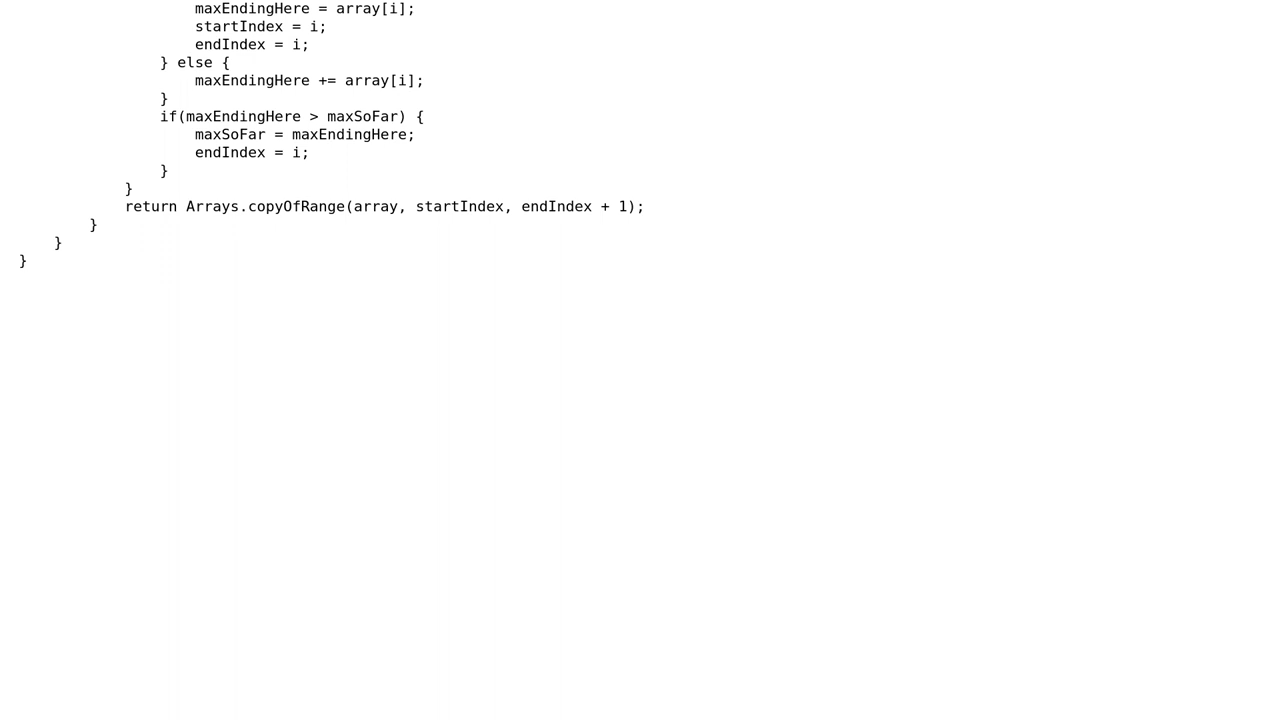 maxEndingHere = array[i];
                    startIndex = i;
                    endIndex = i;
                } else {
                    maxEndingHere += array[i];
                }
                if(maxEndingHere > maxSoFar) {
                    maxSoFar = maxEndingHere;
                    endIndex = i;
                }
            }
            return Arrays.copyOfRange(array, startIndex, endIndex + 1);
        }
    }
}